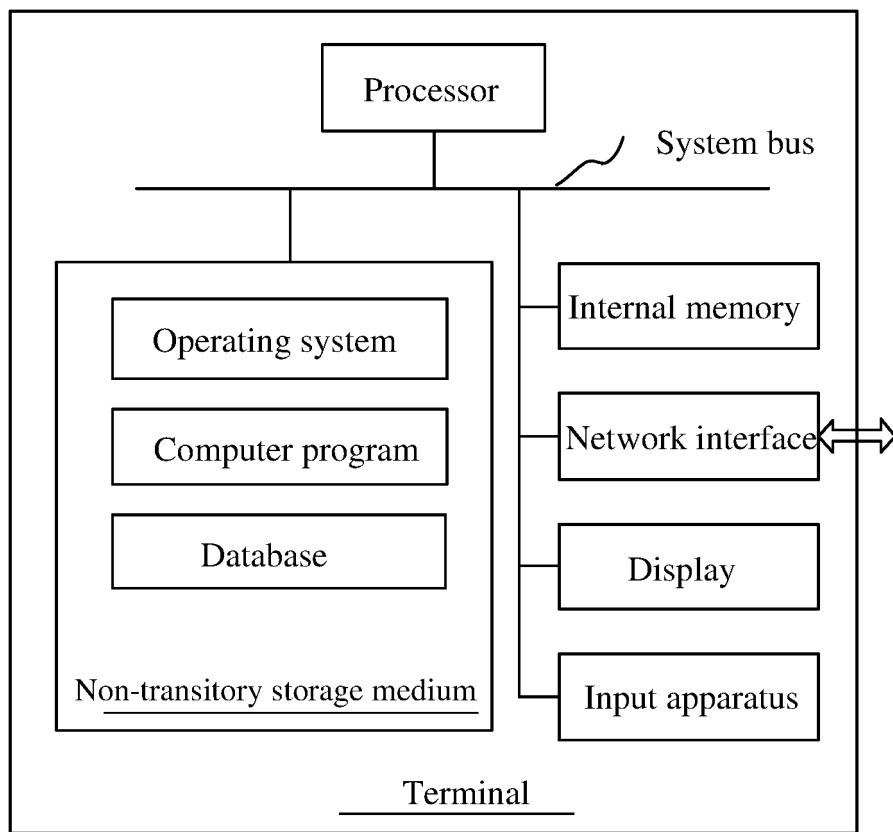 Processor
System bus
Operating system
Computer program
Database
Non-transitory storage medium
Internal memory
Network interface
Display
Input apparatus
Terminal